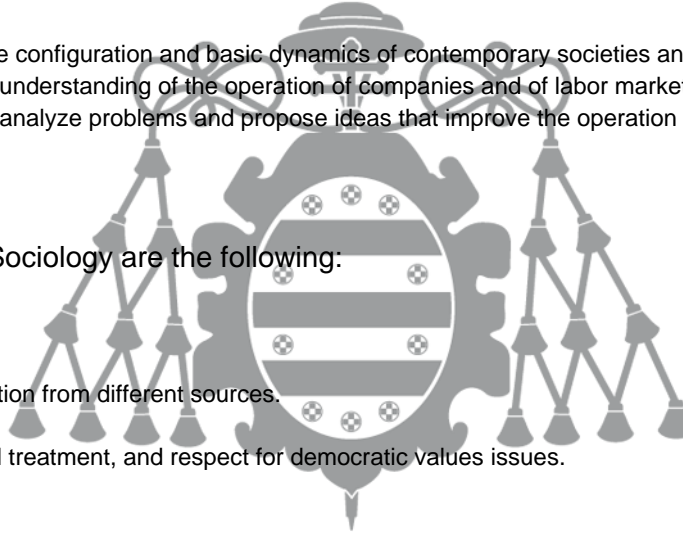 e configuration and basic dynamics of contemporary societies an
understanding of the operation of companies and of labor market
analyze problems and propose ideas that improve the operation
Sociology are the following:
tion from different sources.
l treatment, and respect for democratic values issues.